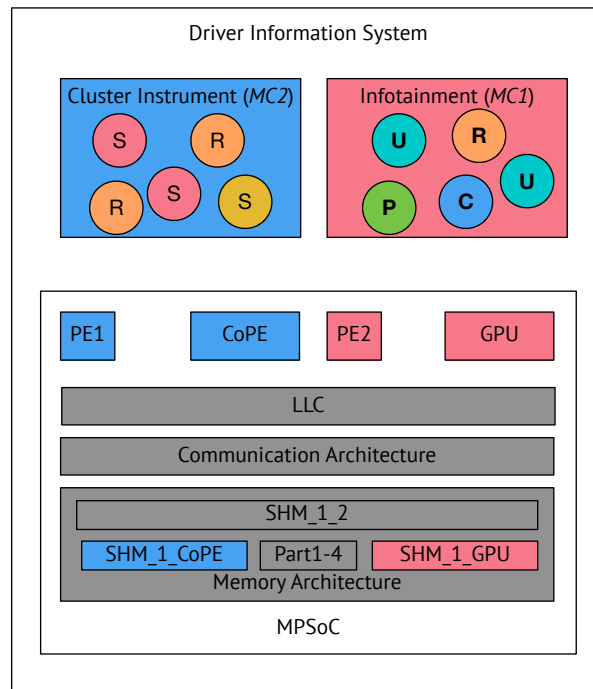 Driver Information System
Cluster Instrument (MC2)
S
R
R
S
S
Infotainment (MC1)
U
R
U
P
C
PE1
CoPE
PE2
GPU
LLC
Communication Architecture
SHM_1_2
SHM_1_CoPE
Part1-4
SHM_1_GPU
Memory Architecture
MPSoC